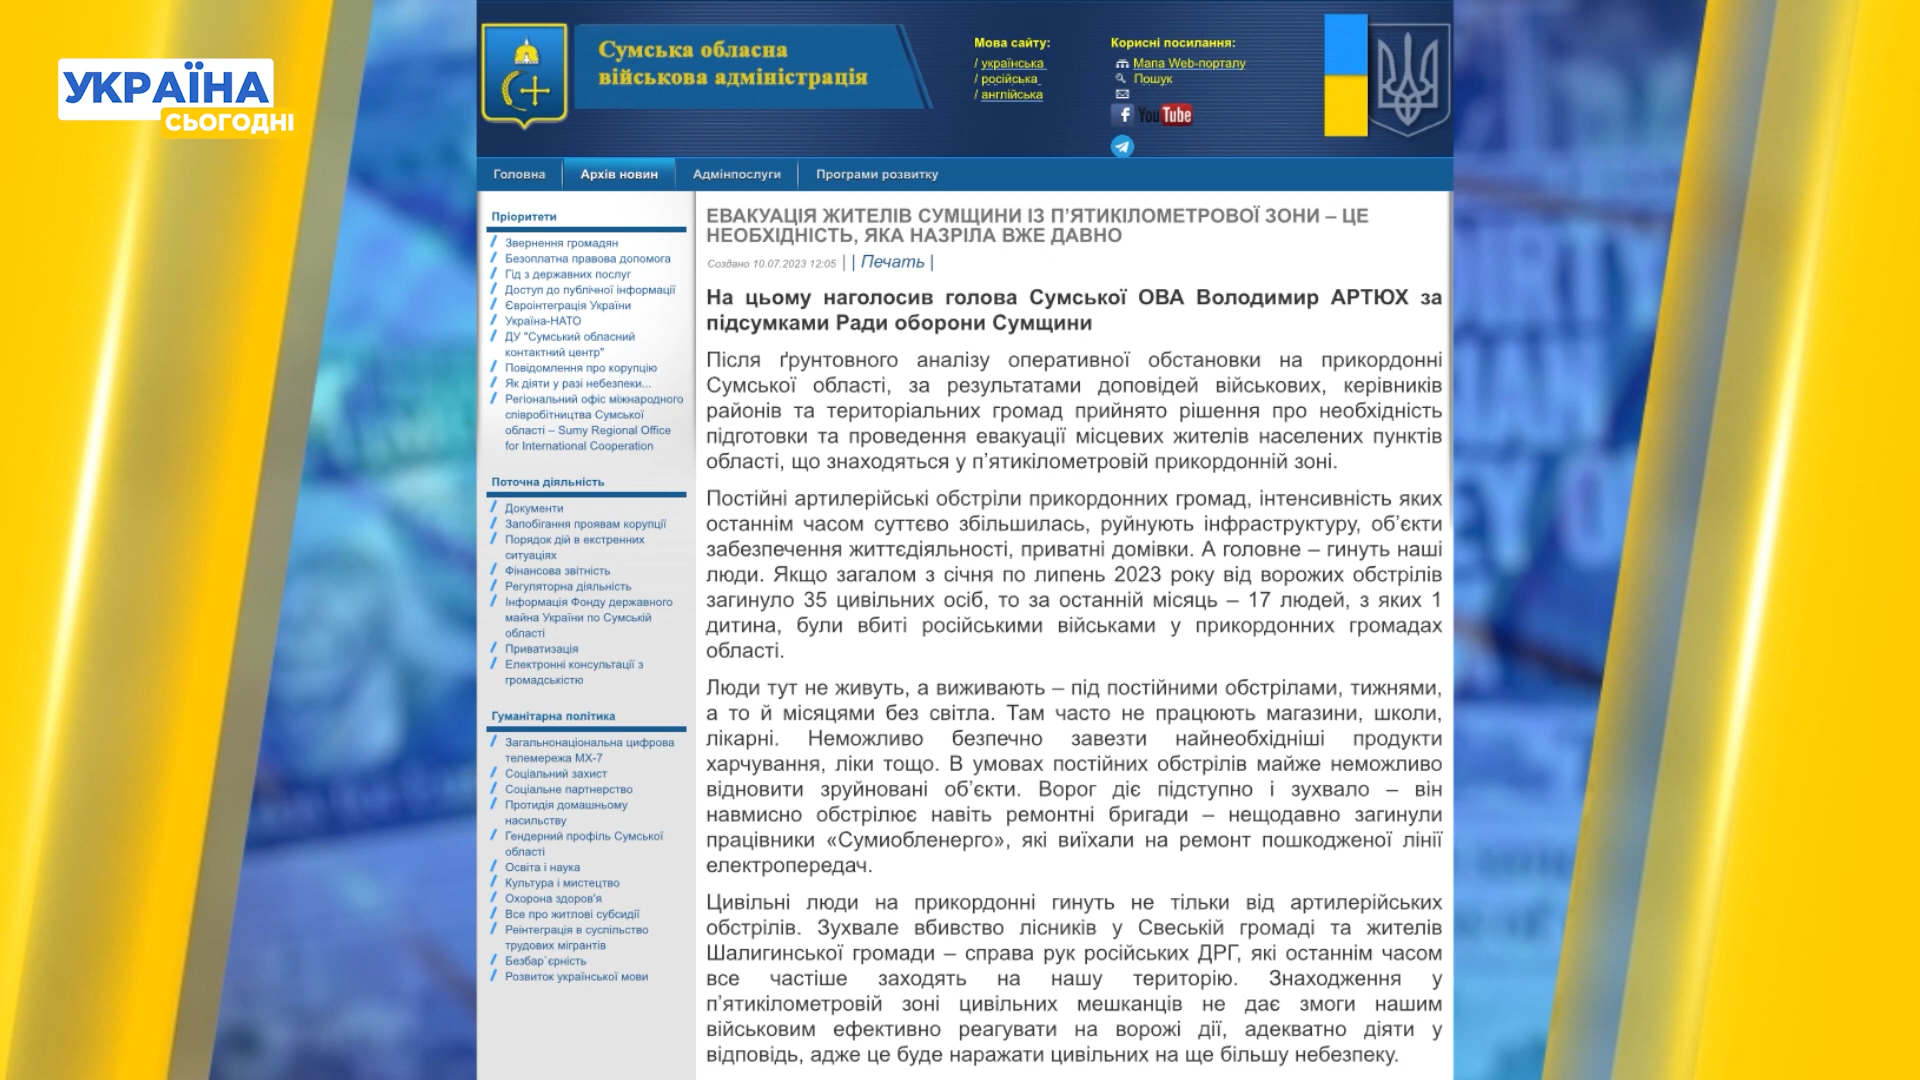 УКРАЇНА
СЬОГОДНІ
Сумська обласна
військова адміністрація
Мова сайту:
/ українська
/ російська
/ англійська
Корисні посилання:
Мапа Web-порталу
Пошук
f YouTube
Головна
Архів новин
Адмінпослуги
Програми розвитку
Пріоритети
Звернення громадян
Безоплатна правова допомога
Гід з державних послуг
Доступ до публічної інформації
Євроінтеграція України
Україна-НАТО
ДУ "Сумський обласний
контактний центр"
Повідомлення про корупцію
Як діяти у разі небезпеки...
Регіональний офіс міжнародного
співробітництва Сумської
області – Sumy Regional Office
for International Cooperation
Поточна діяльність
Документи
Запобігання проявам корупції
Порядок дій в екстренних
ситуаціях
Фінансова звітність
Регуляторна діяльність
Інформація Фонду державного
майна України по Сумській
області
Приватизація
Електронні консультації з
громадськістю
Гуманітарна політика
Загальнонаціональна цифрова
телемережа МХ-7
Соціальний захист
Соціальне партнерство
Протидія домашньому
насильству
Гендерний профіль Сумської
області
Освіта і наука
Культура і мистецтво
Охорона здоров'я
Все про житлові субсидії
Реінтеграція в суспільство
трудових мігрантів
Безбар`єрність
Розвиток української мови
ЕВАКУАЦІЯ ЖИТЕЛІВ СУМЩИНИ ІЗ П’ЯТИКІЛОМЕТРОВОЇ ЗОНИ – ЦЕ
НЕОБХІДНІСТЬ, ЯКА НАЗРІЛА ВЖЕ ДАВНО
Создано 10.07.2023 12:05 | | Печать |
На цьому наголосив голова Сумської ОВА Володимир АРТЮХ за
підсумками Ради оборони Сумщини
Після ґрунтовного аналізу оперативної обстановки на прикордонні
Сумської області, за результатами доповідей військових, керівників
районів та територіальних громад прийнято рішення про необхідність
підготовки та проведення евакуації місцевих жителів населених пунктів
області, що знаходяться у п’ятикілометровій прикордонній зоні.
Постійні артилерійські обстріли прикордонних громад, інтенсивність яких
останнім часом суттєво збільшилась, руйнують інфраструктуру, об’єкти
забезпечення життєдіяльності, приватні домівки. А головне – гинуть наші
люди. Якщо загалом з січня по липень 2023 року від ворожих обстрілів
загинуло 35 цивільних осіб, то за останній місяць – 17 людей, з яких 1
дитина, були вбиті російськими військами у прикордонних громадах
області.
Люди тут не живуть, а виживають – під постійними обстрілами, тижнями,
а то й місяцями без світла. Там часто не працюють магазини, школи,
лікарні. Неможливо безпечно завезти найнеобхідніші продукти
харчування, ліки тощо. В умовах постійних обстрілів майже неможливо
відновити зруйновані об’єкти. Ворог діє підступно і зухвало – він
навмисно обстрілює навіть ремонтні бригади – нещодавно загинули
працівники «Сумиобленерго», які виїхали на ремонт пошкодженої лінії
електропередач.
Цивільні люди на прикордонні гинуть не тільки від артилерійських
обстрілів. Зухвале вбивство лісників у Свеській громаді та жителів
Шалигинської громади – справа рук російських ДРГ, які останнім часом
все частіше заходять на нашу територію. Знаходження у
п’ятикілометровій зоні цивільних мешканців не дає змоги нашим
військовим ефективно реагувати на ворожі дії, адекватно діяти у
відповідь, адже це буде наражати цивільних на ще більшу небезпеку.